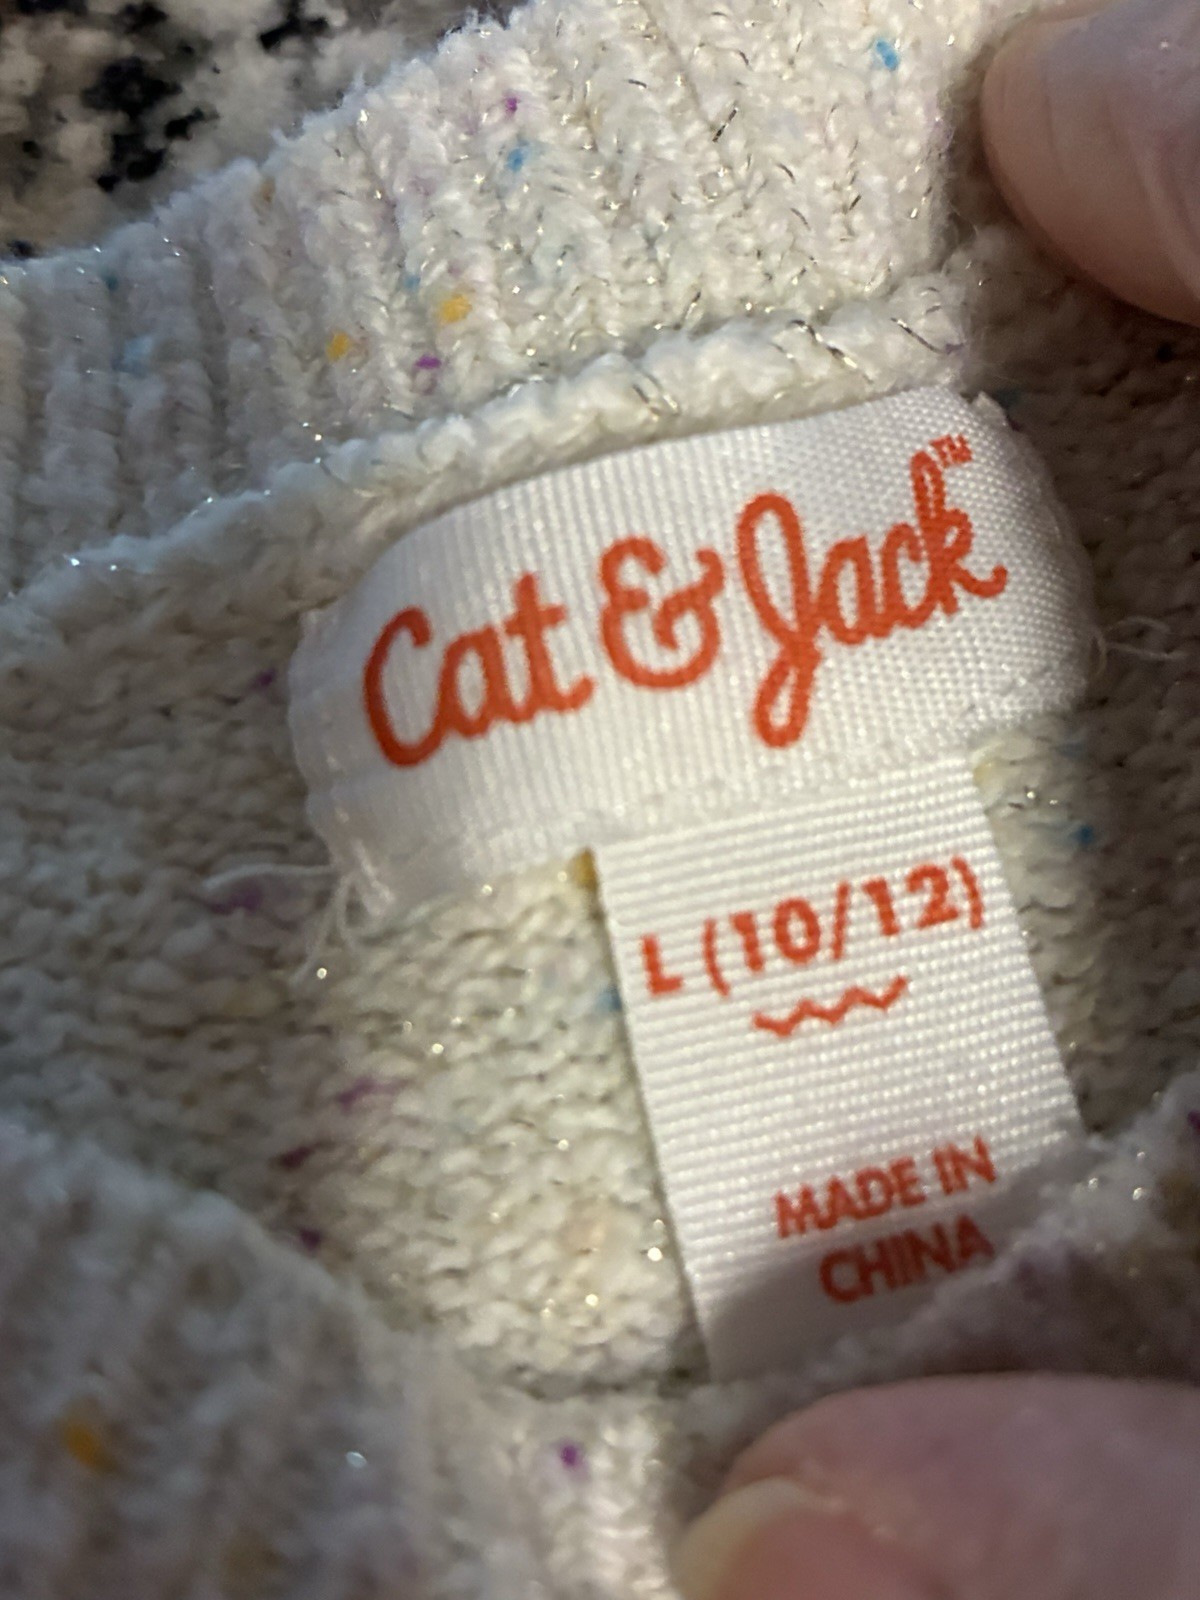 Cat & Jack™
L (10/12)
MADE IN
CHINA